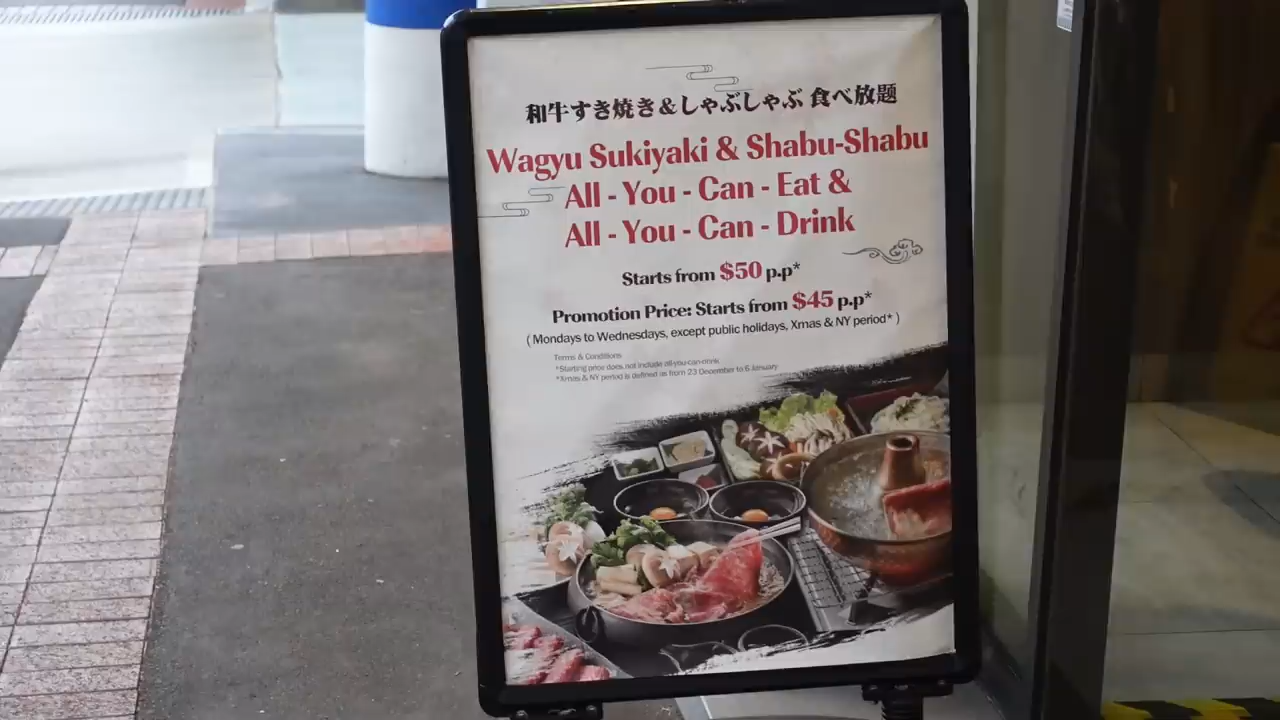 和牛すき焼き&しゃぶしゃぶ 食べ放題
Wagyu Sukiyaki & Shabu-Shabu
All - You - Can - Eat &
All - You - Can - Drink
Starts from $50 p.p*
Promotion Price: Starts from $45 p.p*
( Mondays to Wednesdays, except public holidays, Xmas & NY period* )
Terms & Conditions
*Starting price does not include all-you-can-drink
*Xmas & NY period is defined as from 23 December to 6 January